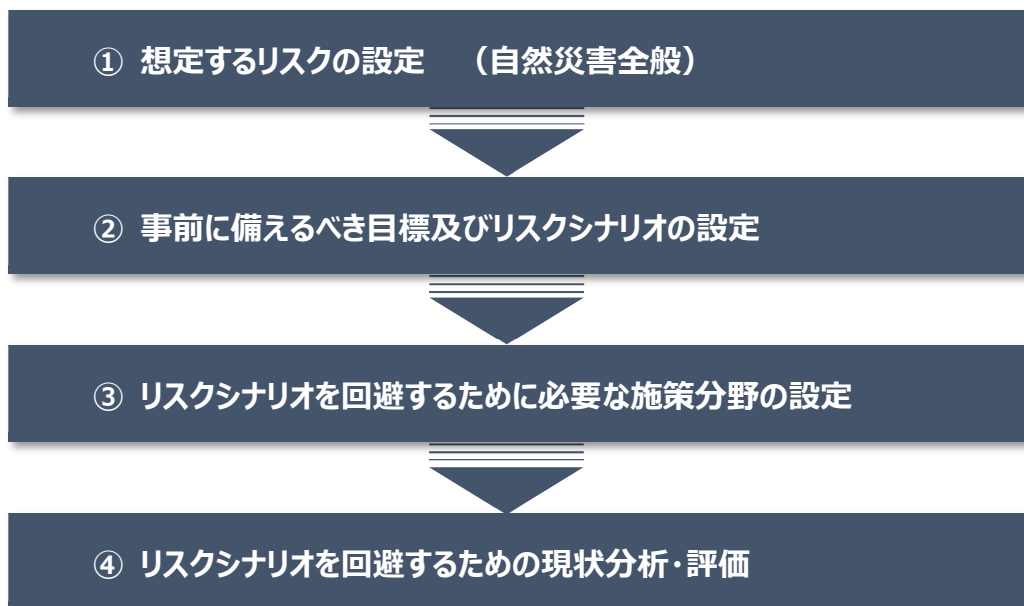 ① 想定するリスクの設定　（自然災害全般）
② 事前に備えるべき目標及びリスクシナリオの設定
③ リスクシナリオを回避するために必要な施策分野の設定
④ リスクシナリオを回避するための現状分析・評価